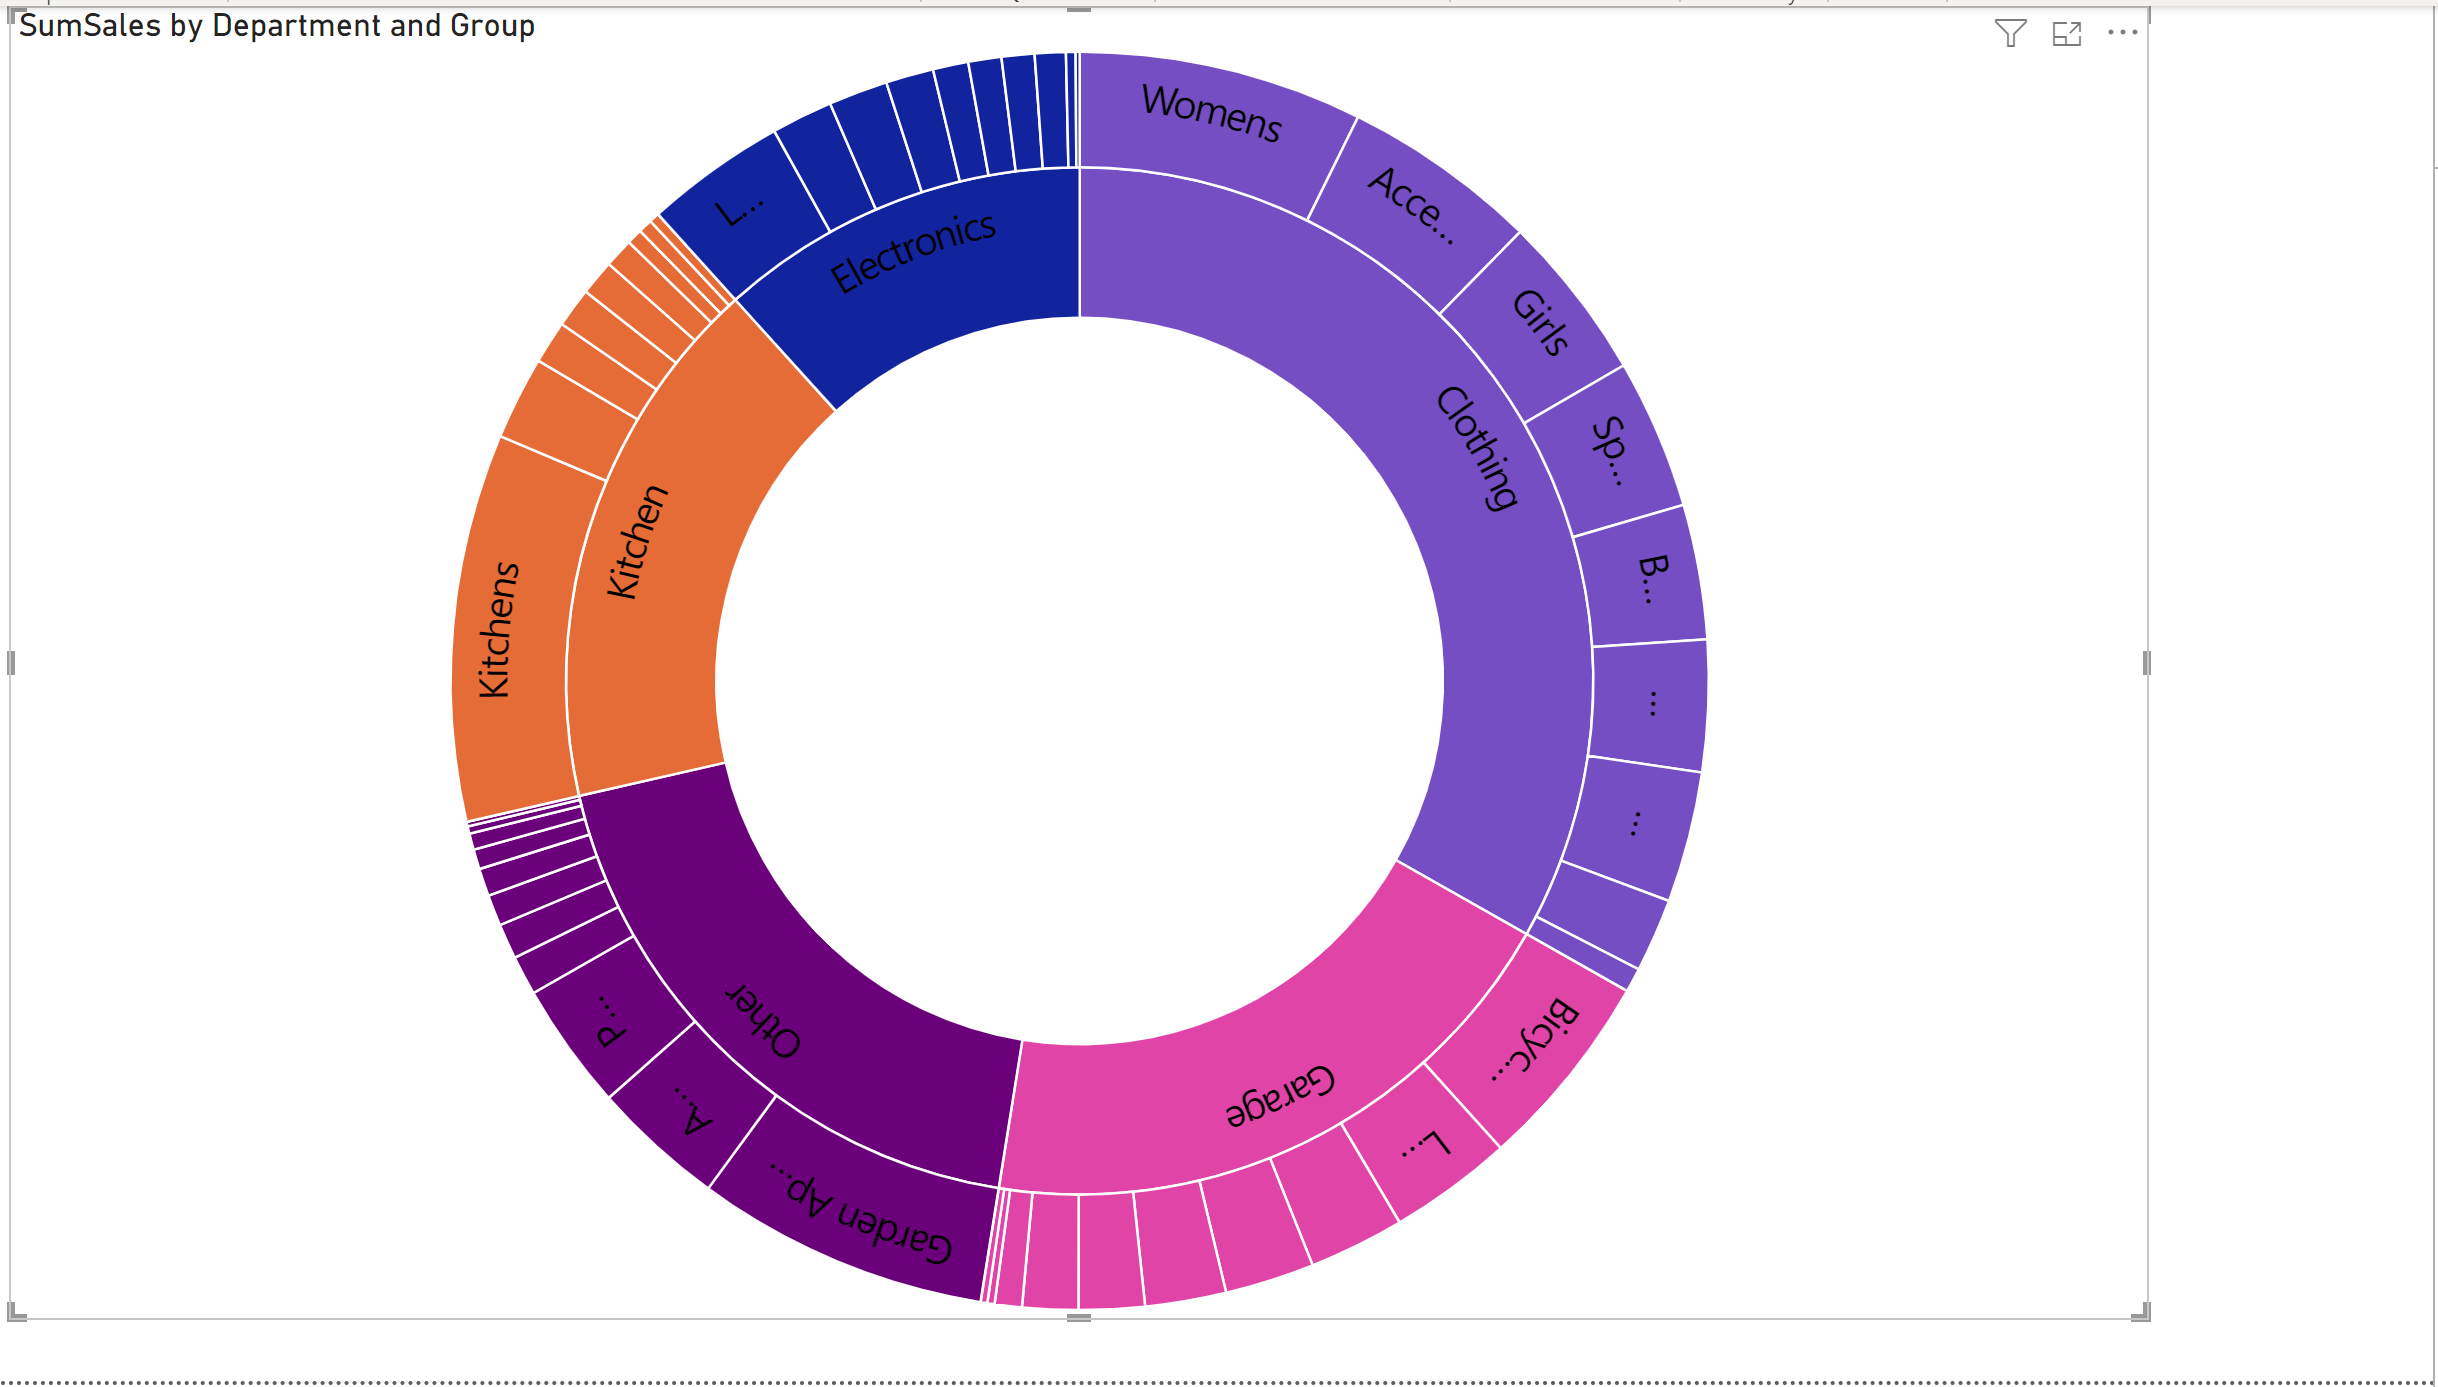 SumSales by Department and Group
Womens
Acce...
Girls
Sp...
B...
...
...
Clothing
Bicyc...
L...
Garage
Garden Ap...
A...
P...
Other
Kitchens
Kitchen
L...
Electronics